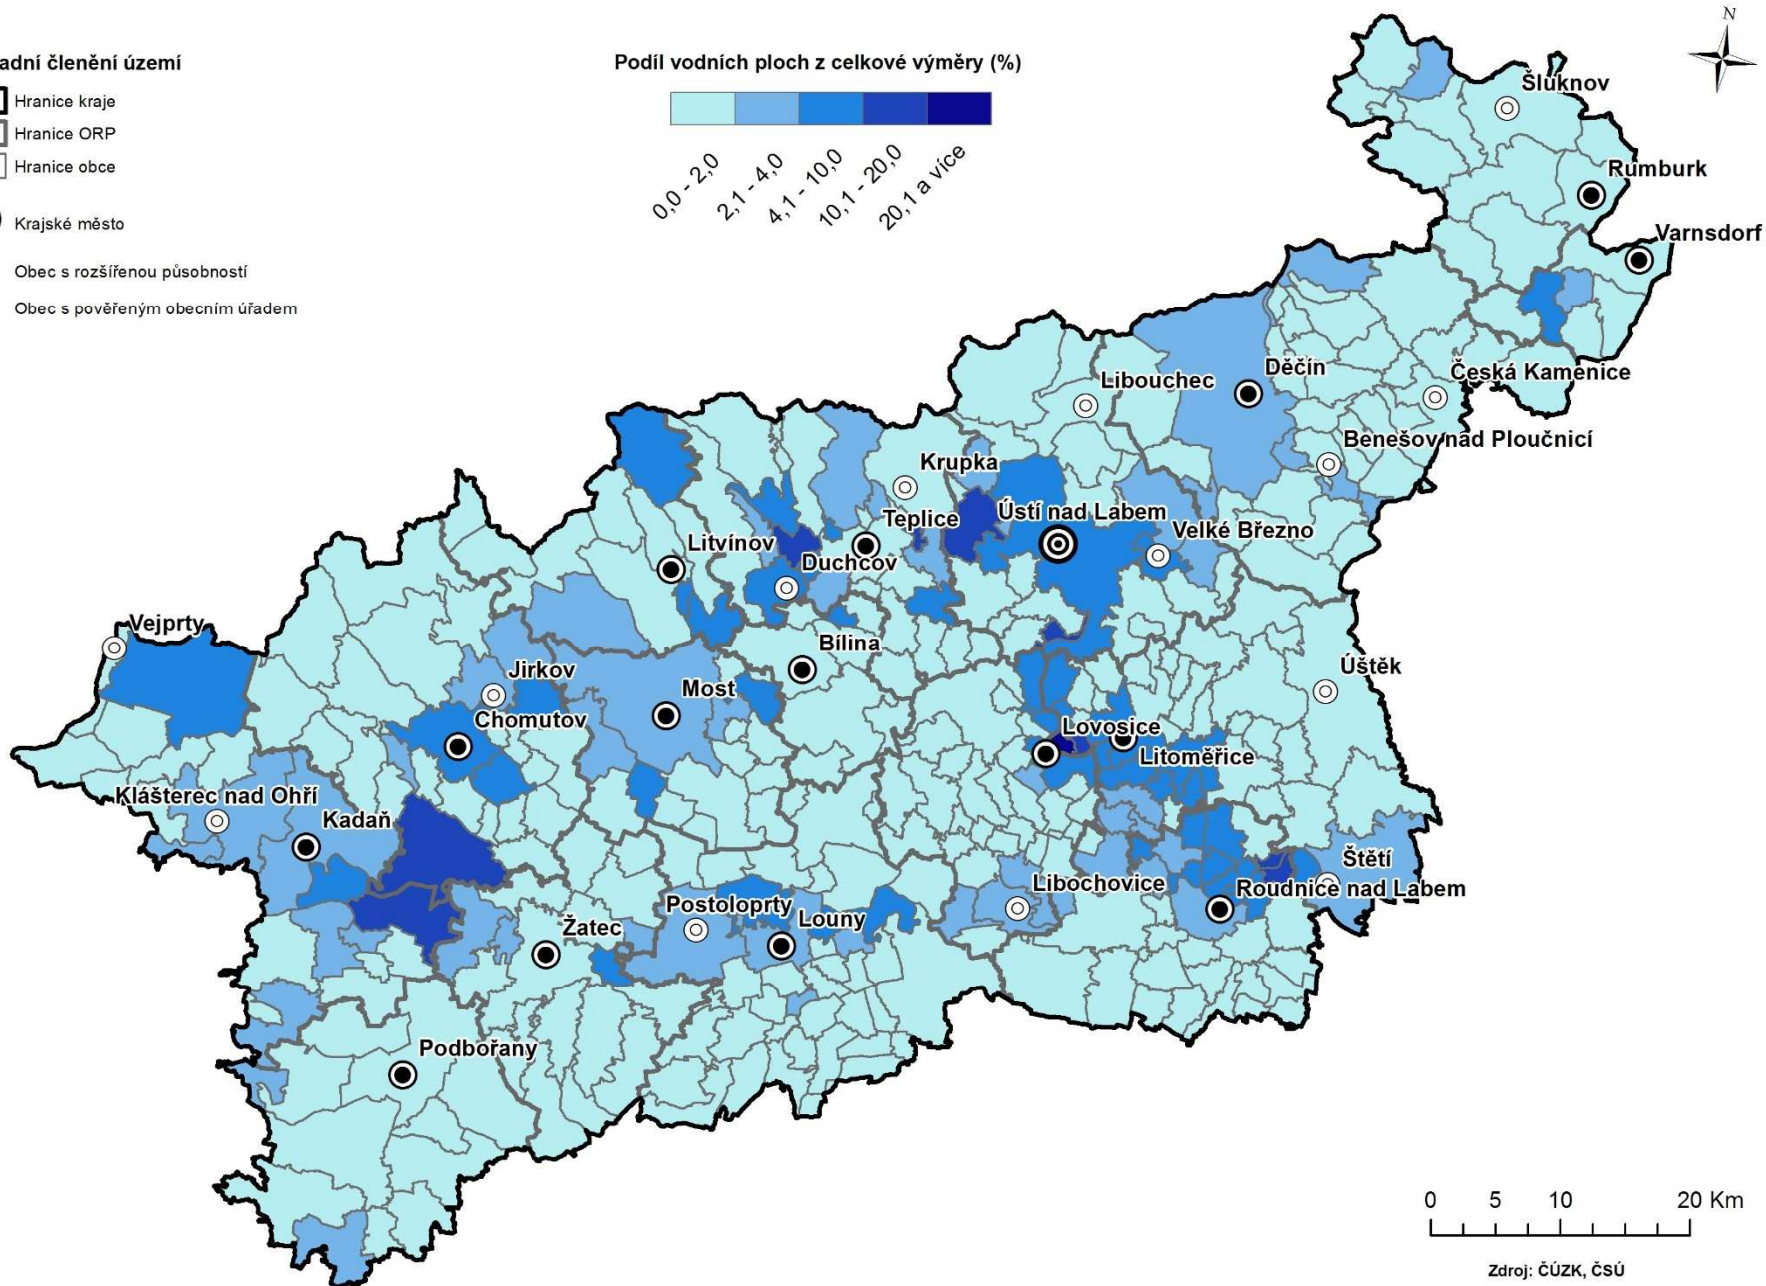 adní členění území
Hranice kraje
Hranice ORP
Hranice obce
Krajské město
Obec s rozšířenou působností
Obec s pověřeným obecním úřadem
Podíl vodních ploch z celkové výměry (%)
0,0 - 2,0
2,1 - 4,0
4,1 - 10,0
10,1 - 20,0
20,1 a více
N
Šluknov
Rumburk
Varnsdorf
Děčín
Česká Kamenice
Libouchec
Benešov nad Ploučnicí
Krupka
Ústí nad Labem
Teplice
Velké Březno
Litvínov
Duchcov
Vejprty
Bílina
Jirkov
Úštěk
Most
Chomutov
Lovosice
Litoměřice
Klášterec nad Ohří
Kadaň
Štětí
Libochovice
Roudnice nad Labem
Postoloprty
Louny
Žatec
Podbořany
0 5 10 20 Km
Zdroj: ČÚZK, ČSÚ